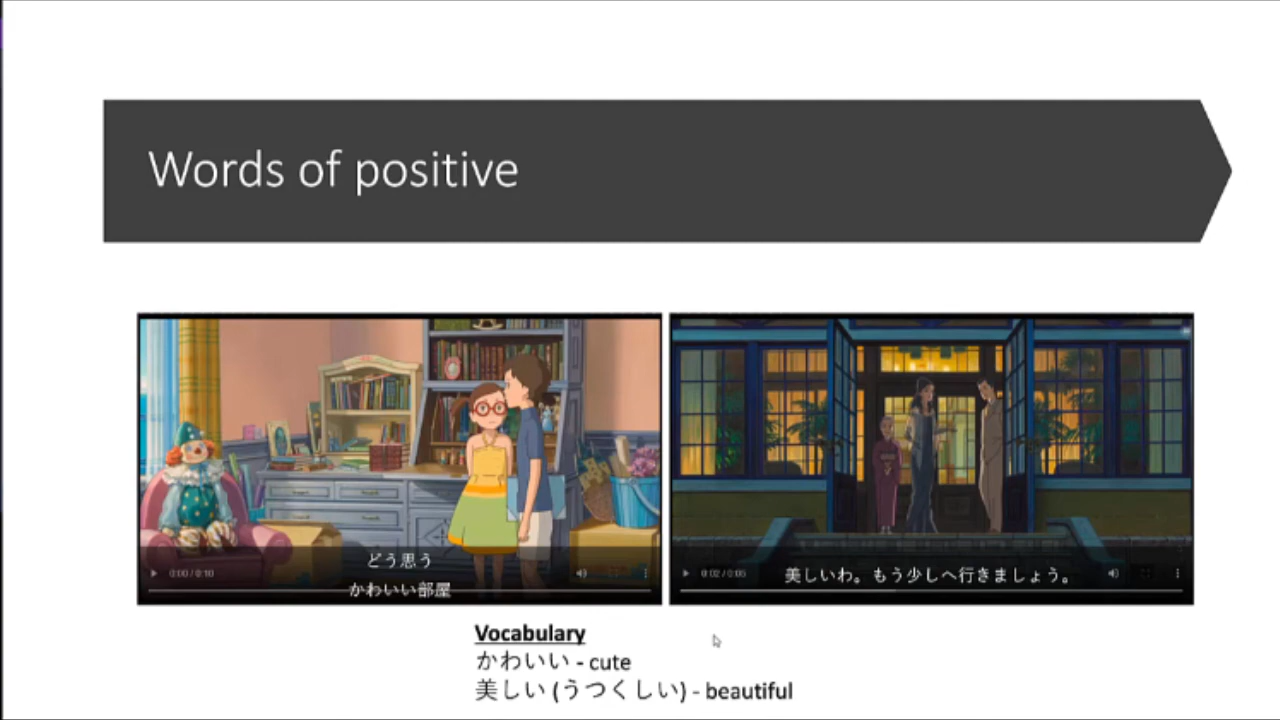 Words of positive
どう思う
0:00 / 0:10
かわいい部屋
0:02 / 0:05
美しいわ。もう少しへ行きましょう。
Vocabulary
かわいい - cute
美しい (うつくしい) - beautiful